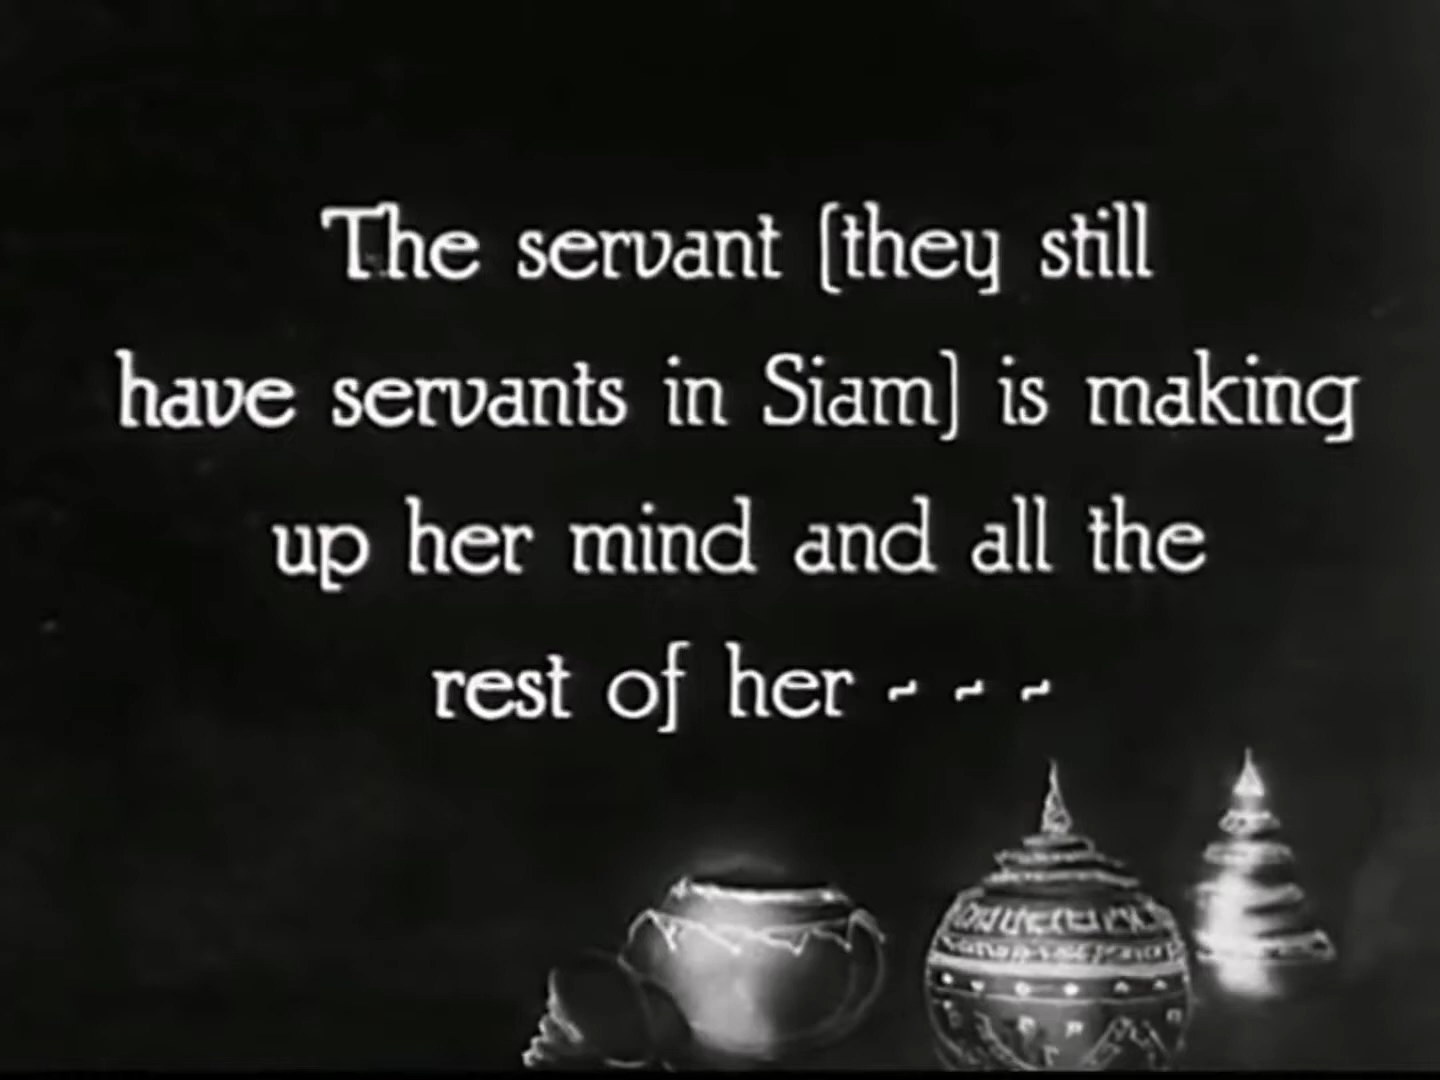 The servant (they still
have servants in Siam) is making
up her mind and all the
rest of her - - -